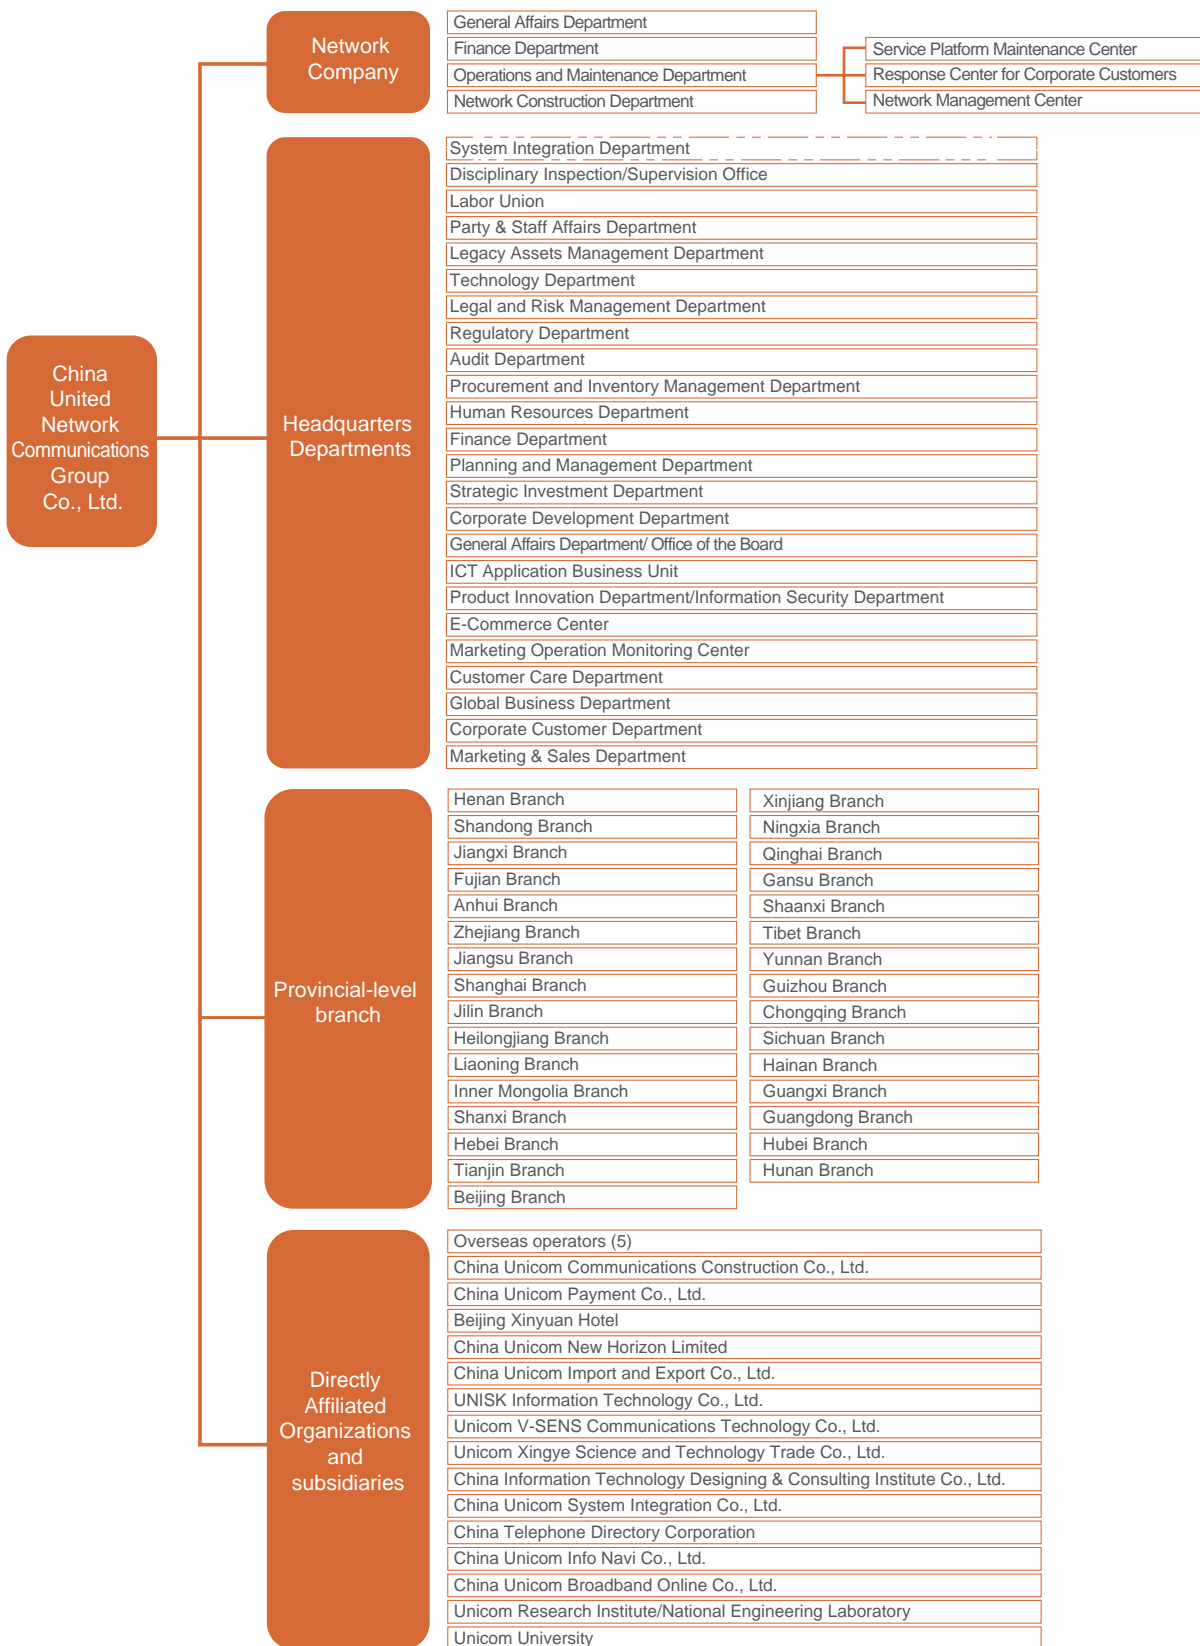 China
United
Network
Communications
Group
Co., Ltd.
Network
Company
General Affairs Department
Finance Department
Operations and Maintenance Department
Network Construction Department
Service Platform Maintenance Center
Response Center for Corporate Customers
Network Management Center
Headquarters
Departments
System Integration Department
Disciplinary Inspection/Supervision Office
Labor Union
Party & Staff Affairs Department
Legacy Assets Management Department
Technology Department
Legal and Risk Management Department
Regulatory Department
Audit Department
Procurement and Inventory Management Department
Human Resources Department
Finance Department
Planning and Management Department
Strategic Investment Department
Corporate Development Department
General Affairs Department/ Office of the Board
ICT Application Business Unit
Product Innovation Department/Information Security Department
E-Commerce Center
Marketing Operation Monitoring Center
Customer Care Department
Global Business Department
Corporate Customer Department
Marketing & Sales Department
Provincial-level
branch
Henan Branch
Shandong Branch
Jiangxi Branch
Fujian Branch
Anhui Branch
Zhejiang Branch
Jiangsu Branch
Shanghai Branch
Jilin Branch
Heilongjiang Branch
Liaoning Branch
Inner Mongolia Branch
Shanxi Branch
Hebei Branch
Tianjin Branch
Beijing Branch
Xinjiang Branch
Ningxia Branch
Qinghai Branch
Gansu Branch
Shaanxi Branch
Tibet Branch
Yunnan Branch
Guizhou Branch
Chongqing Branch
Sichuan Branch
Hainan Branch
Guangxi Branch
Guangdong Branch
Hubei Branch
Hunan Branch
Directly
Affiliated
Organizations
and
subsidiaries
Overseas operators (5)
China Unicom Communications Construction Co., Ltd.
China Unicom Payment Co., Ltd.
Beijing Xinyuan Hotel
China Unicom New Horizon Limited
China Unicom Import and Export Co., Ltd.
UNISK Information Technology Co., Ltd.
Unicom V-SENS Communications Technology Co., Ltd.
Unicom Xingye Science and Technology Trade Co., Ltd.
China Information Technology Designing & Consulting Institute Co., Ltd.
China Unicom System Integration Co., Ltd.
China Telephone Directory Corporation
China Unicom Info Navi Co., Ltd.
China Unicom Broadband Online Co., Ltd.
Unicom Research Institute/National Engineering Laboratory
Unicom University